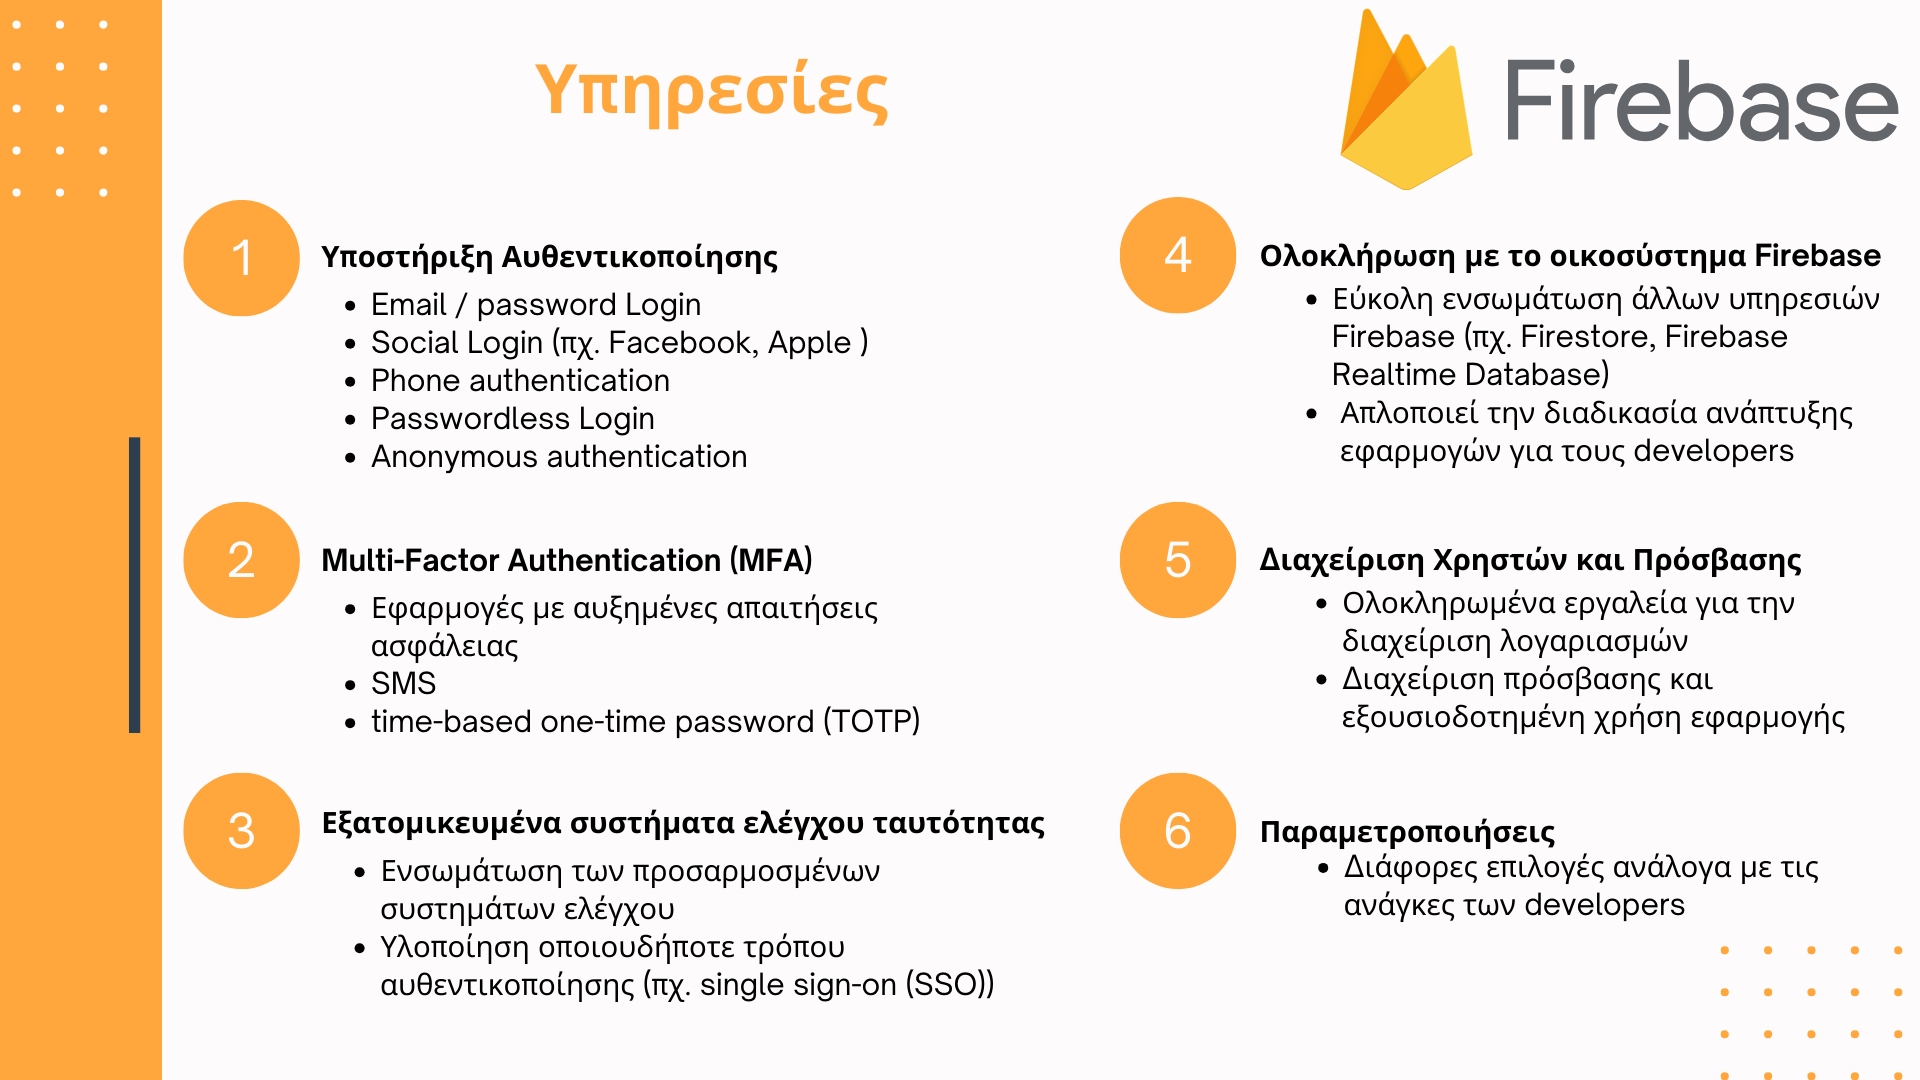 Υπηρεσίες
Firebase
1
Υποστήριξη Αυθεντικοποίησης
• Email / password Login
• Social Login (πχ. Facebook, Apple )
• Phone authentication
• Passwordless Login
• Anonymous authentication
2
Multi-Factor Authentication (MFA)
• Εφαρμογές με αυξημένες απαιτήσεις
ασφάλειας
• SMS
• time-based one-time password (TOTP)
3
Εξατομικευμένα συστήματα ελέγχου ταυτότητας
• Ενσωμάτωση των προσαρμοσμένων
συστημάτων ελέγχου
• Υλοποίηση οποιουδήποτε τρόπου
αυθεντικοποίησης (πχ. single sign-on (SSO))
4
Ολοκλήρωση με το οικοσύστημα Firebase
• Εύκολη ενσωμάτωση άλλων υπηρεσιών
Firebase (πχ. Firestore, Firebase
Realtime Database)
• Απλοποιεί την διαδικασία ανάπτυξης
εφαρμογών για τους developers
5
Διαχείριση Χρηστών και Πρόσβασης
• Ολοκληρωμένα εργαλεία για την
διαχείριση λογαριασμών
• Διαχείριση πρόσβασης και
εξουσιοδοτημένη χρήση εφαρμογής
6
Παραμετροποιήσεις
• Διάφορες επιλογές ανάλογα με τις
ανάγκες των developers